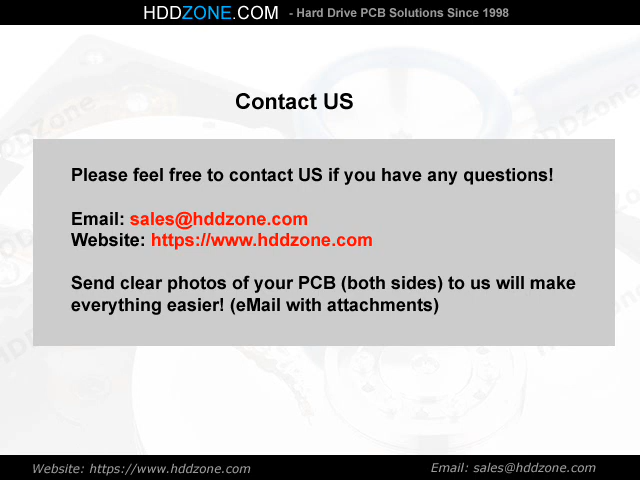 HDDZONE.COM - Hard Drive PCB Solutions Since 1998
Contact US
Please feel free to contact US if you have any questions!
Email: sales@hddzone.com
Website: https://www.hddzone.com
Send clear photos of your PCB (both sides) to us will make
everything easier! (eMail with attachments)
Website: https://www.hddzone.com
Email: sales@hddzone.com